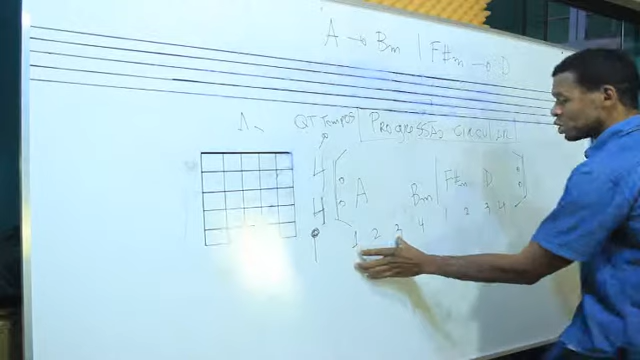 A → Bm | F#m → D
QT Tempos
PROGRESSÃO CIRCULAR
4
4
A Bm | F#m D
1 2 3 4 1 2 3 4